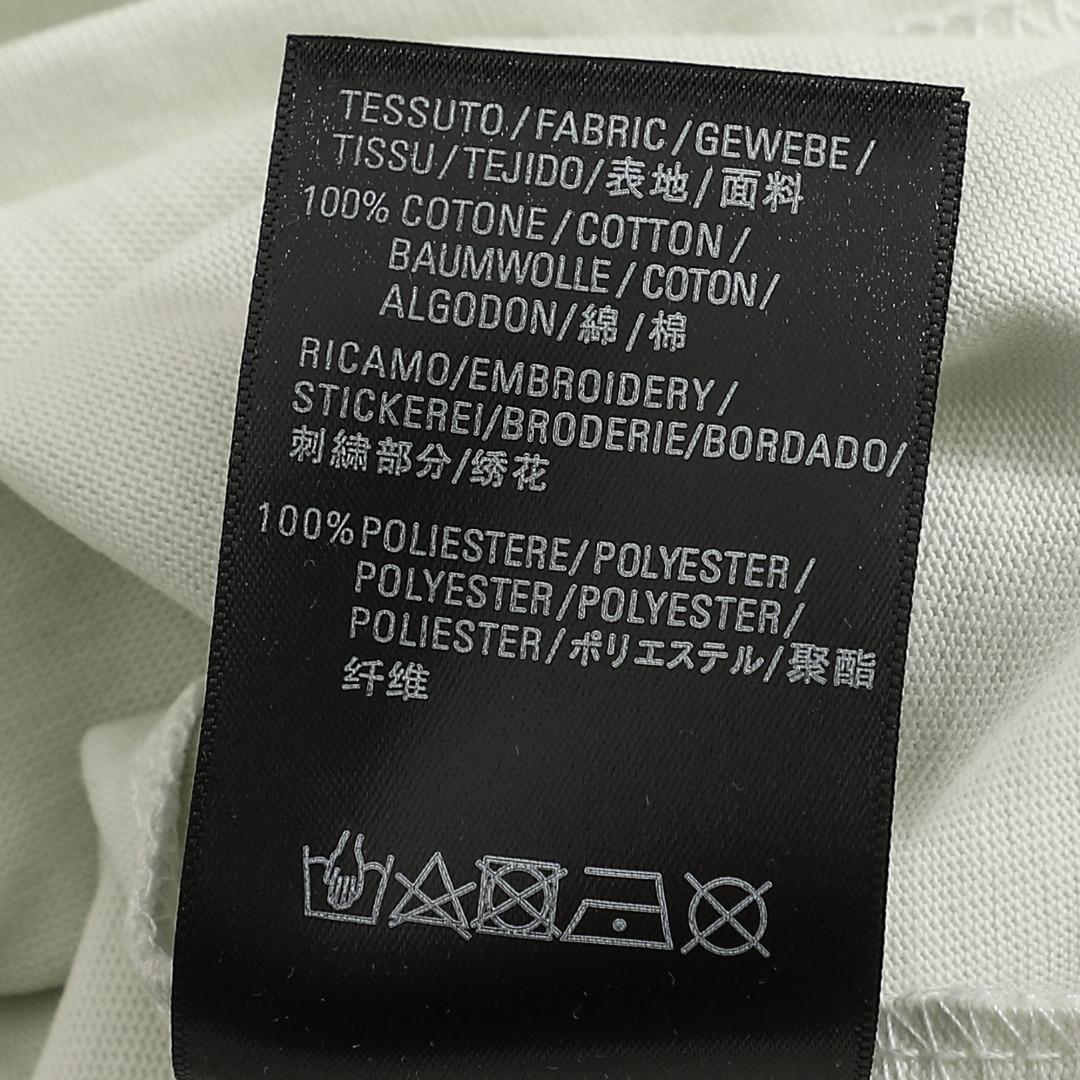 TESSUTO/FABRIC/GEWEBE/
TISSU/TEJIDO/表地/面料
100% COTONE/COTTON/
BAUMWOLLE/COTON/
ALGODON/綿/棉
RICAMO/EMBROIDERY/
STICKEREI/BRODERIE/BORDADO/
刺繍部分/绣花
100% POLIESTERE/POLYESTER/
POLYESTER/POLYESTER/
POLIESTER/ポリエステル/聚酯
纤维